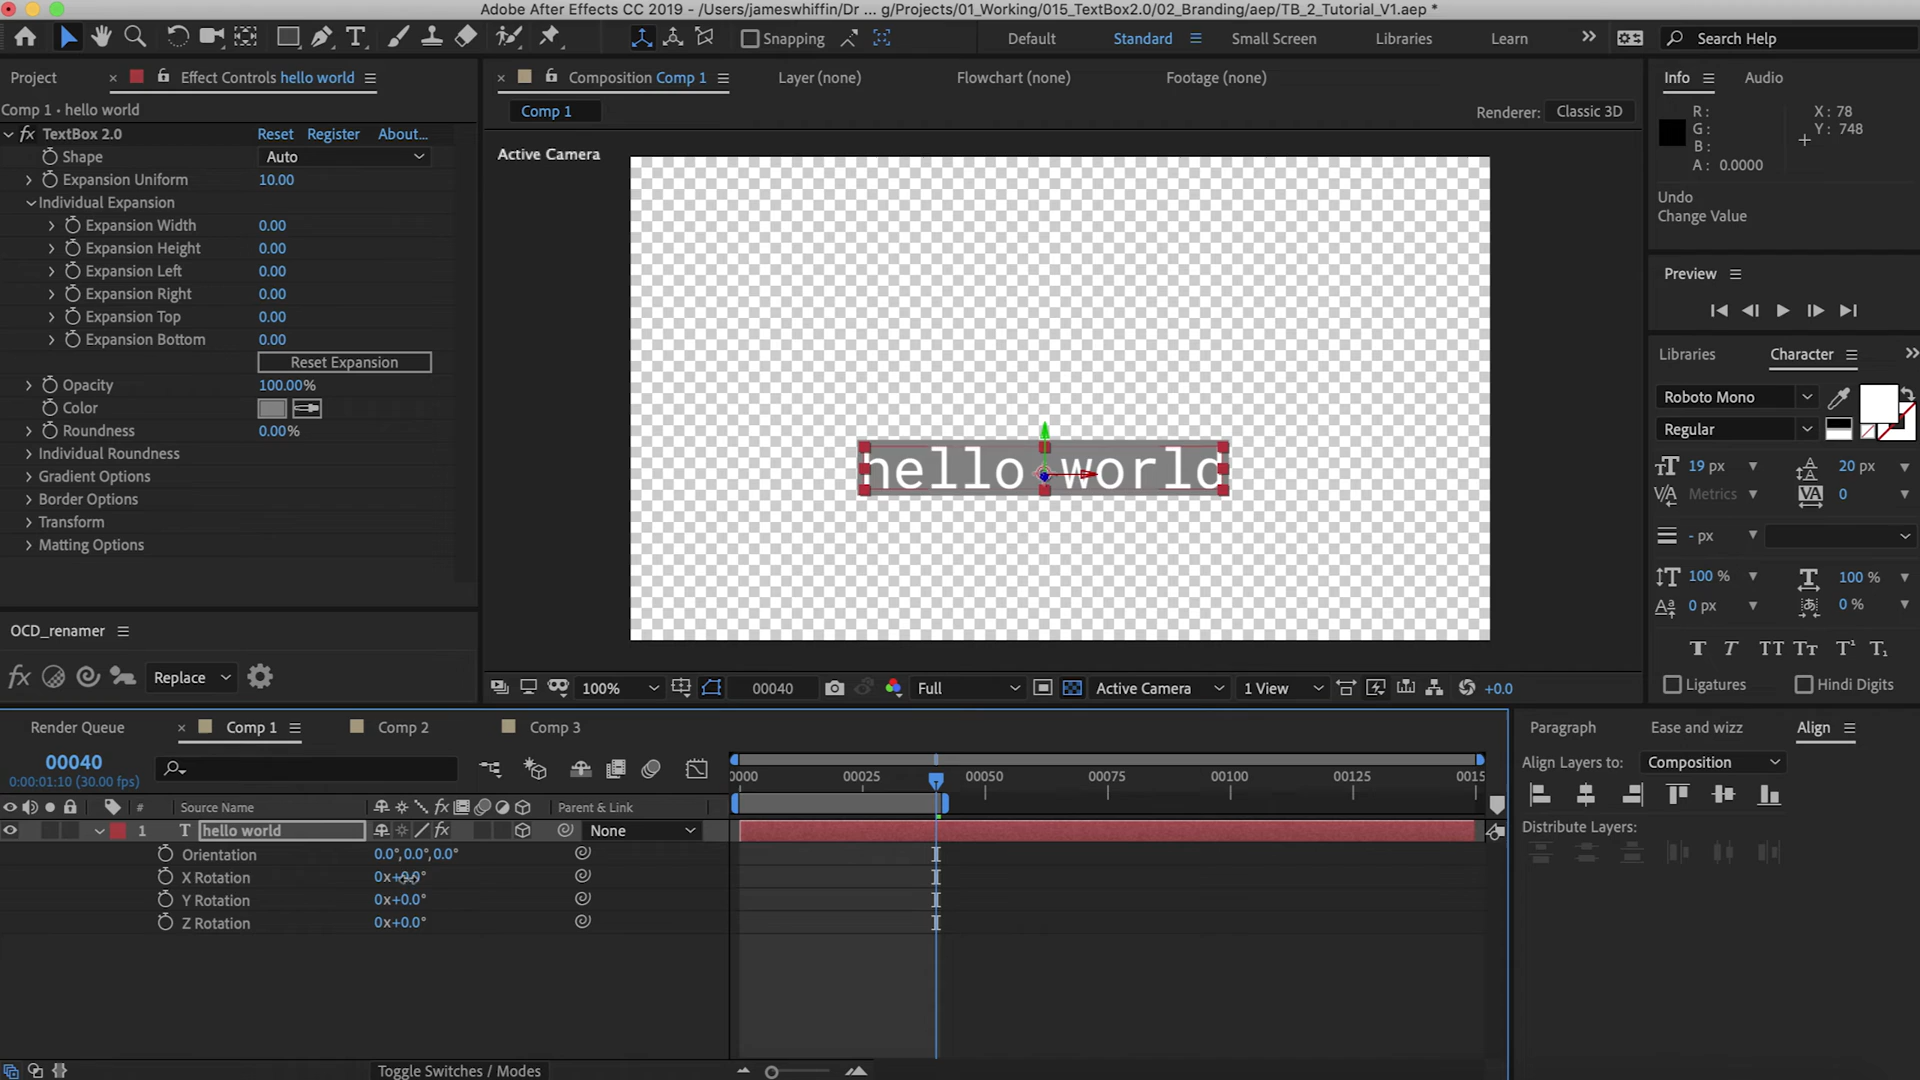 Adobe After Effects CC 2019 - /Users/jameswhiffin/Dr ... g/Projects/01_Working/015_TextBox2.0/02_Branding/aep/TB_2_Tutorial_V1.aep *
Snapping
Default
Standard
Small Screen
Libraries
Learn
Search Help
Project
Effect Controls hello world
Composition Comp 1
Layer (none)
Flowchart (none)
Footage (none)
Info
Audio
Comp 1 • hello world
Comp 1
Renderer: Classic 3D
R :
G :
B :
A : 0.0000
X : 78
Y : 748
TextBox 2.0 Reset Register About...
Shape Auto
Active Camera
Expansion Uniform 10.00
Individual Expansion
Undo
Change Value
Expansion Width 0.00
Expansion Height 0.00
Expansion Left 0.00
Expansion Right 0.00
Expansion Top 0.00
Expansion Bottom 0.00
Reset Expansion
Opacity 100.00%
Color
Roundness 0.00%
Individual Roundness
Gradient Options
Border Options
Transform
Matting Options
hello world
Preview
Libraries
Character
Roboto Mono
Regular
19 px
20 px
Metrics
0
- px
100 %
100 %
0 px
0 %
T T TT Tt T¹ T₁
Ligatures
Hindi Digits
OCD_renamer
Replace
100%
00040
Full
Active Camera
1 View
+0.0
Render Queue
Comp 1
Comp 2
Comp 3
Paragraph
Ease and wizz
Align
00040
0:00:01:10 (30.00 fps)
0000
00025
00050
00075
00100
00125
0015
Align Layers to: Composition
# Source Name
Parent & Link
1 T hello world
None
Distribute Layers:
Orientation 0.0°,0.0°,0.0°
X Rotation
Y Rotation 0x+0.0°
Z Rotation 0x+0.0°
Toggle Switches / Modes